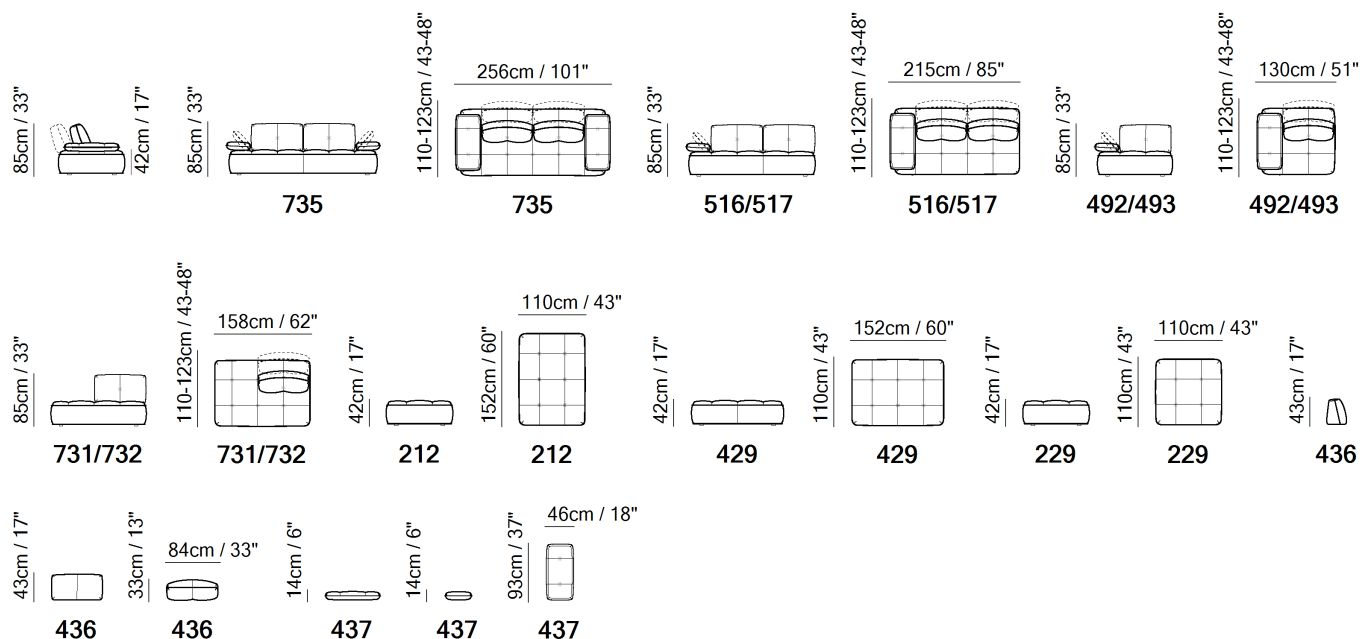 85cm / 33"
42cm / 17"
85cm / 33"
735
110-123cm / 43-48"
256cm / 101"
735
85cm / 33"
516/517
110-123cm / 43-48"
215cm / 85"
516/517
85cm / 33"
492/493
110-123cm / 43-48"
130cm / 51"
492/493
85cm / 33"
731/732
110-123cm / 43-48"
158cm / 62"
731/732
42cm / 17"
212
152cm / 60"
110cm / 43"
212
42cm / 17"
429
110cm / 43"
152cm / 60"
429
42cm / 17"
229
110cm / 43"
110cm / 43"
229
43cm / 17"
436
43cm / 17"
436
33cm / 13"
84cm / 33"
436
14cm / 6"
437
14cm / 6"
437
93cm / 37"
46cm / 18"
437